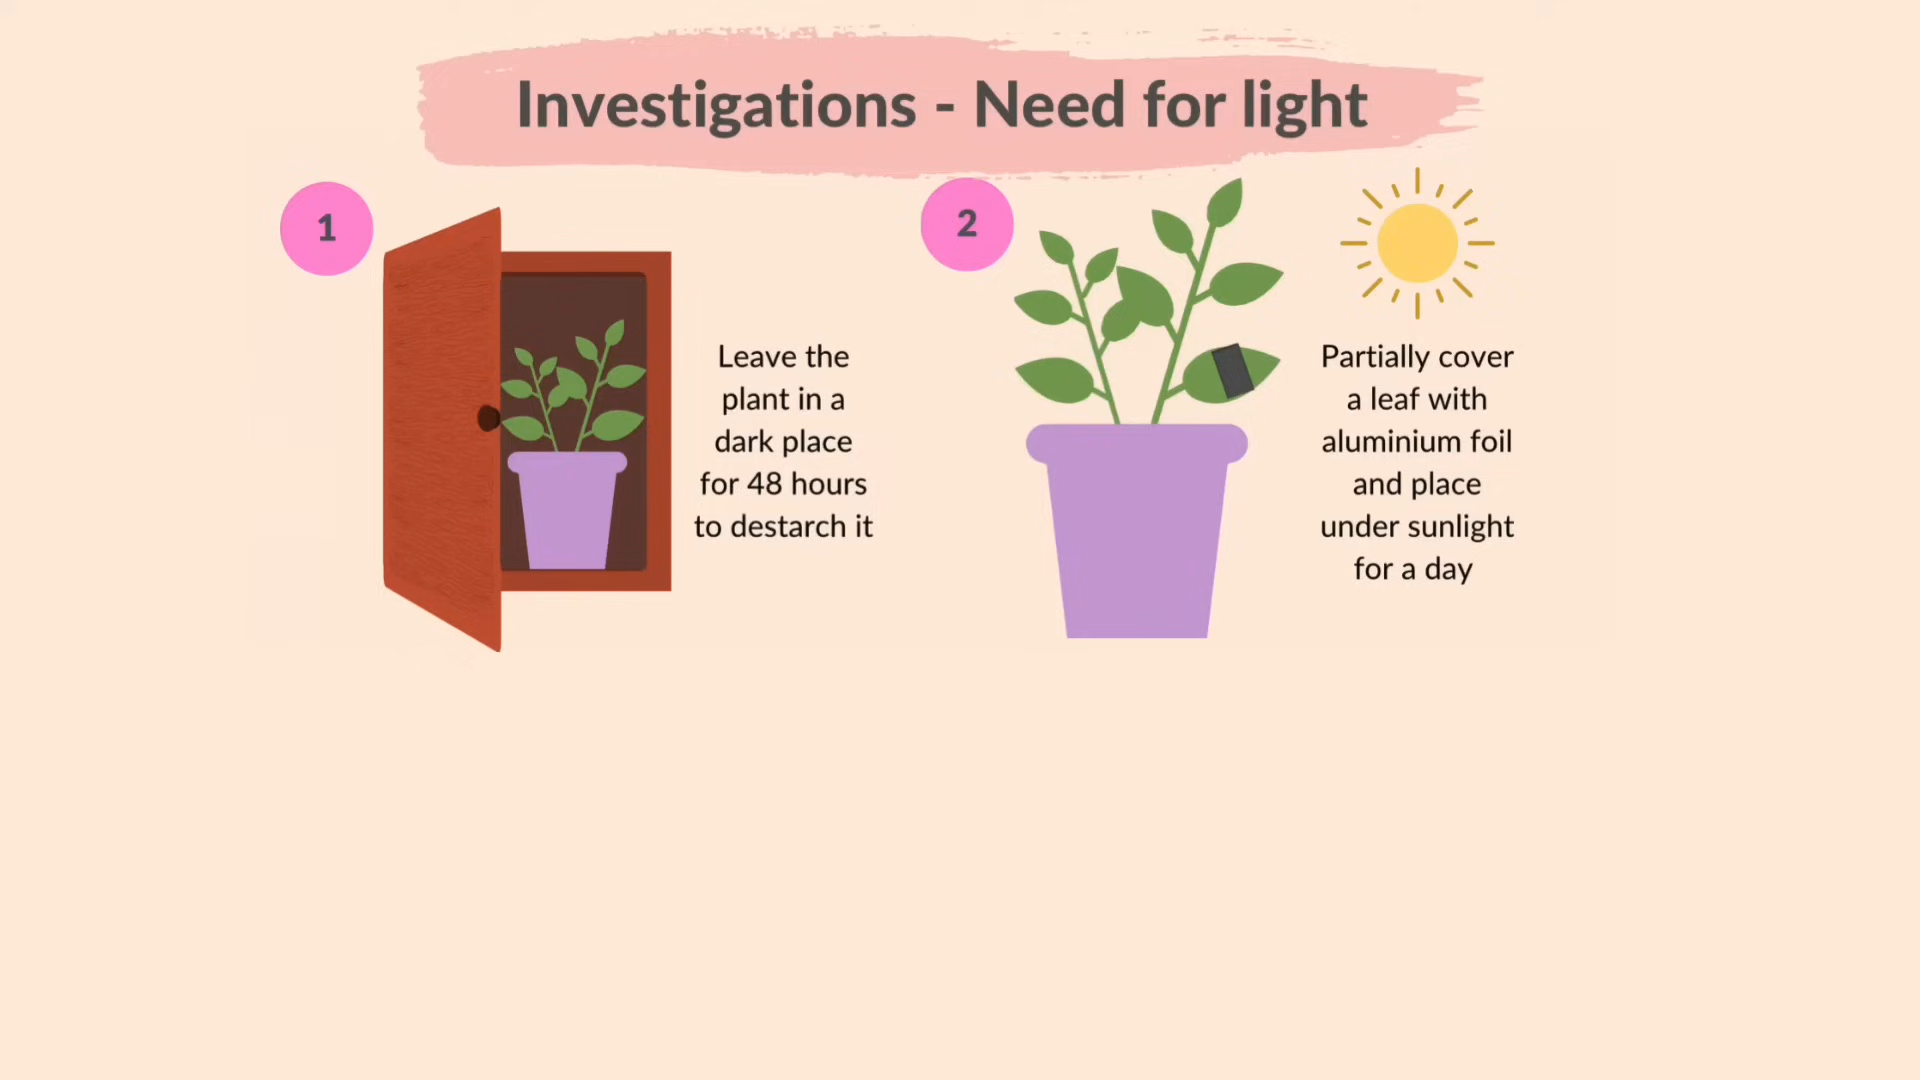 Investigations - Need for light
1
Leave the
plant in a
dark place
for 48 hours
to destarch it
2
Partially cover
a leaf with
aluminium foil
and place
under sunlight
for a day